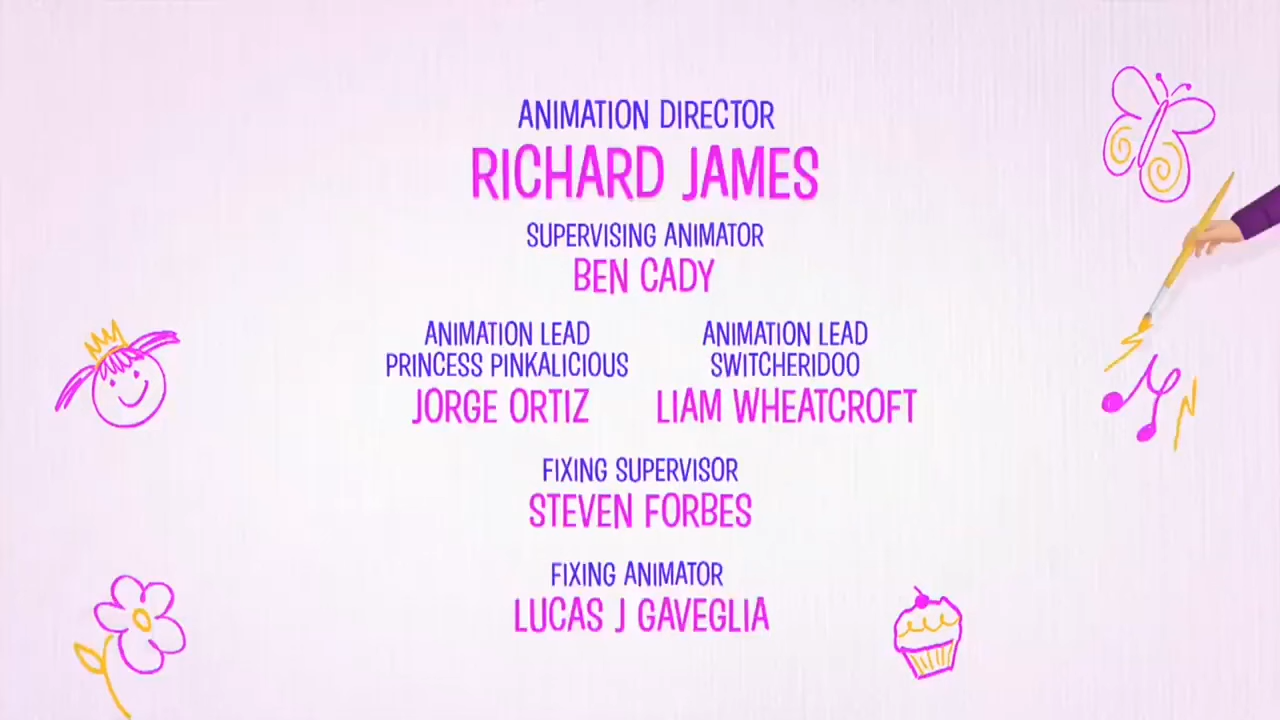 ANIMATION DIRECTOR
RICHARD JAMES
SUPERVISING ANIMATOR
BEN CADY
ANIMATION LEAD
PRINCESS PINKALICIOUS
JORGE ORTIZ
ANIMATION LEAD
SWITCHERIDOO
LIAM WHEATCROFT
FIXING SUPERVISOR
STEVEN FORBES
FIXING ANIMATOR
LUCAS J GAVEGLIA